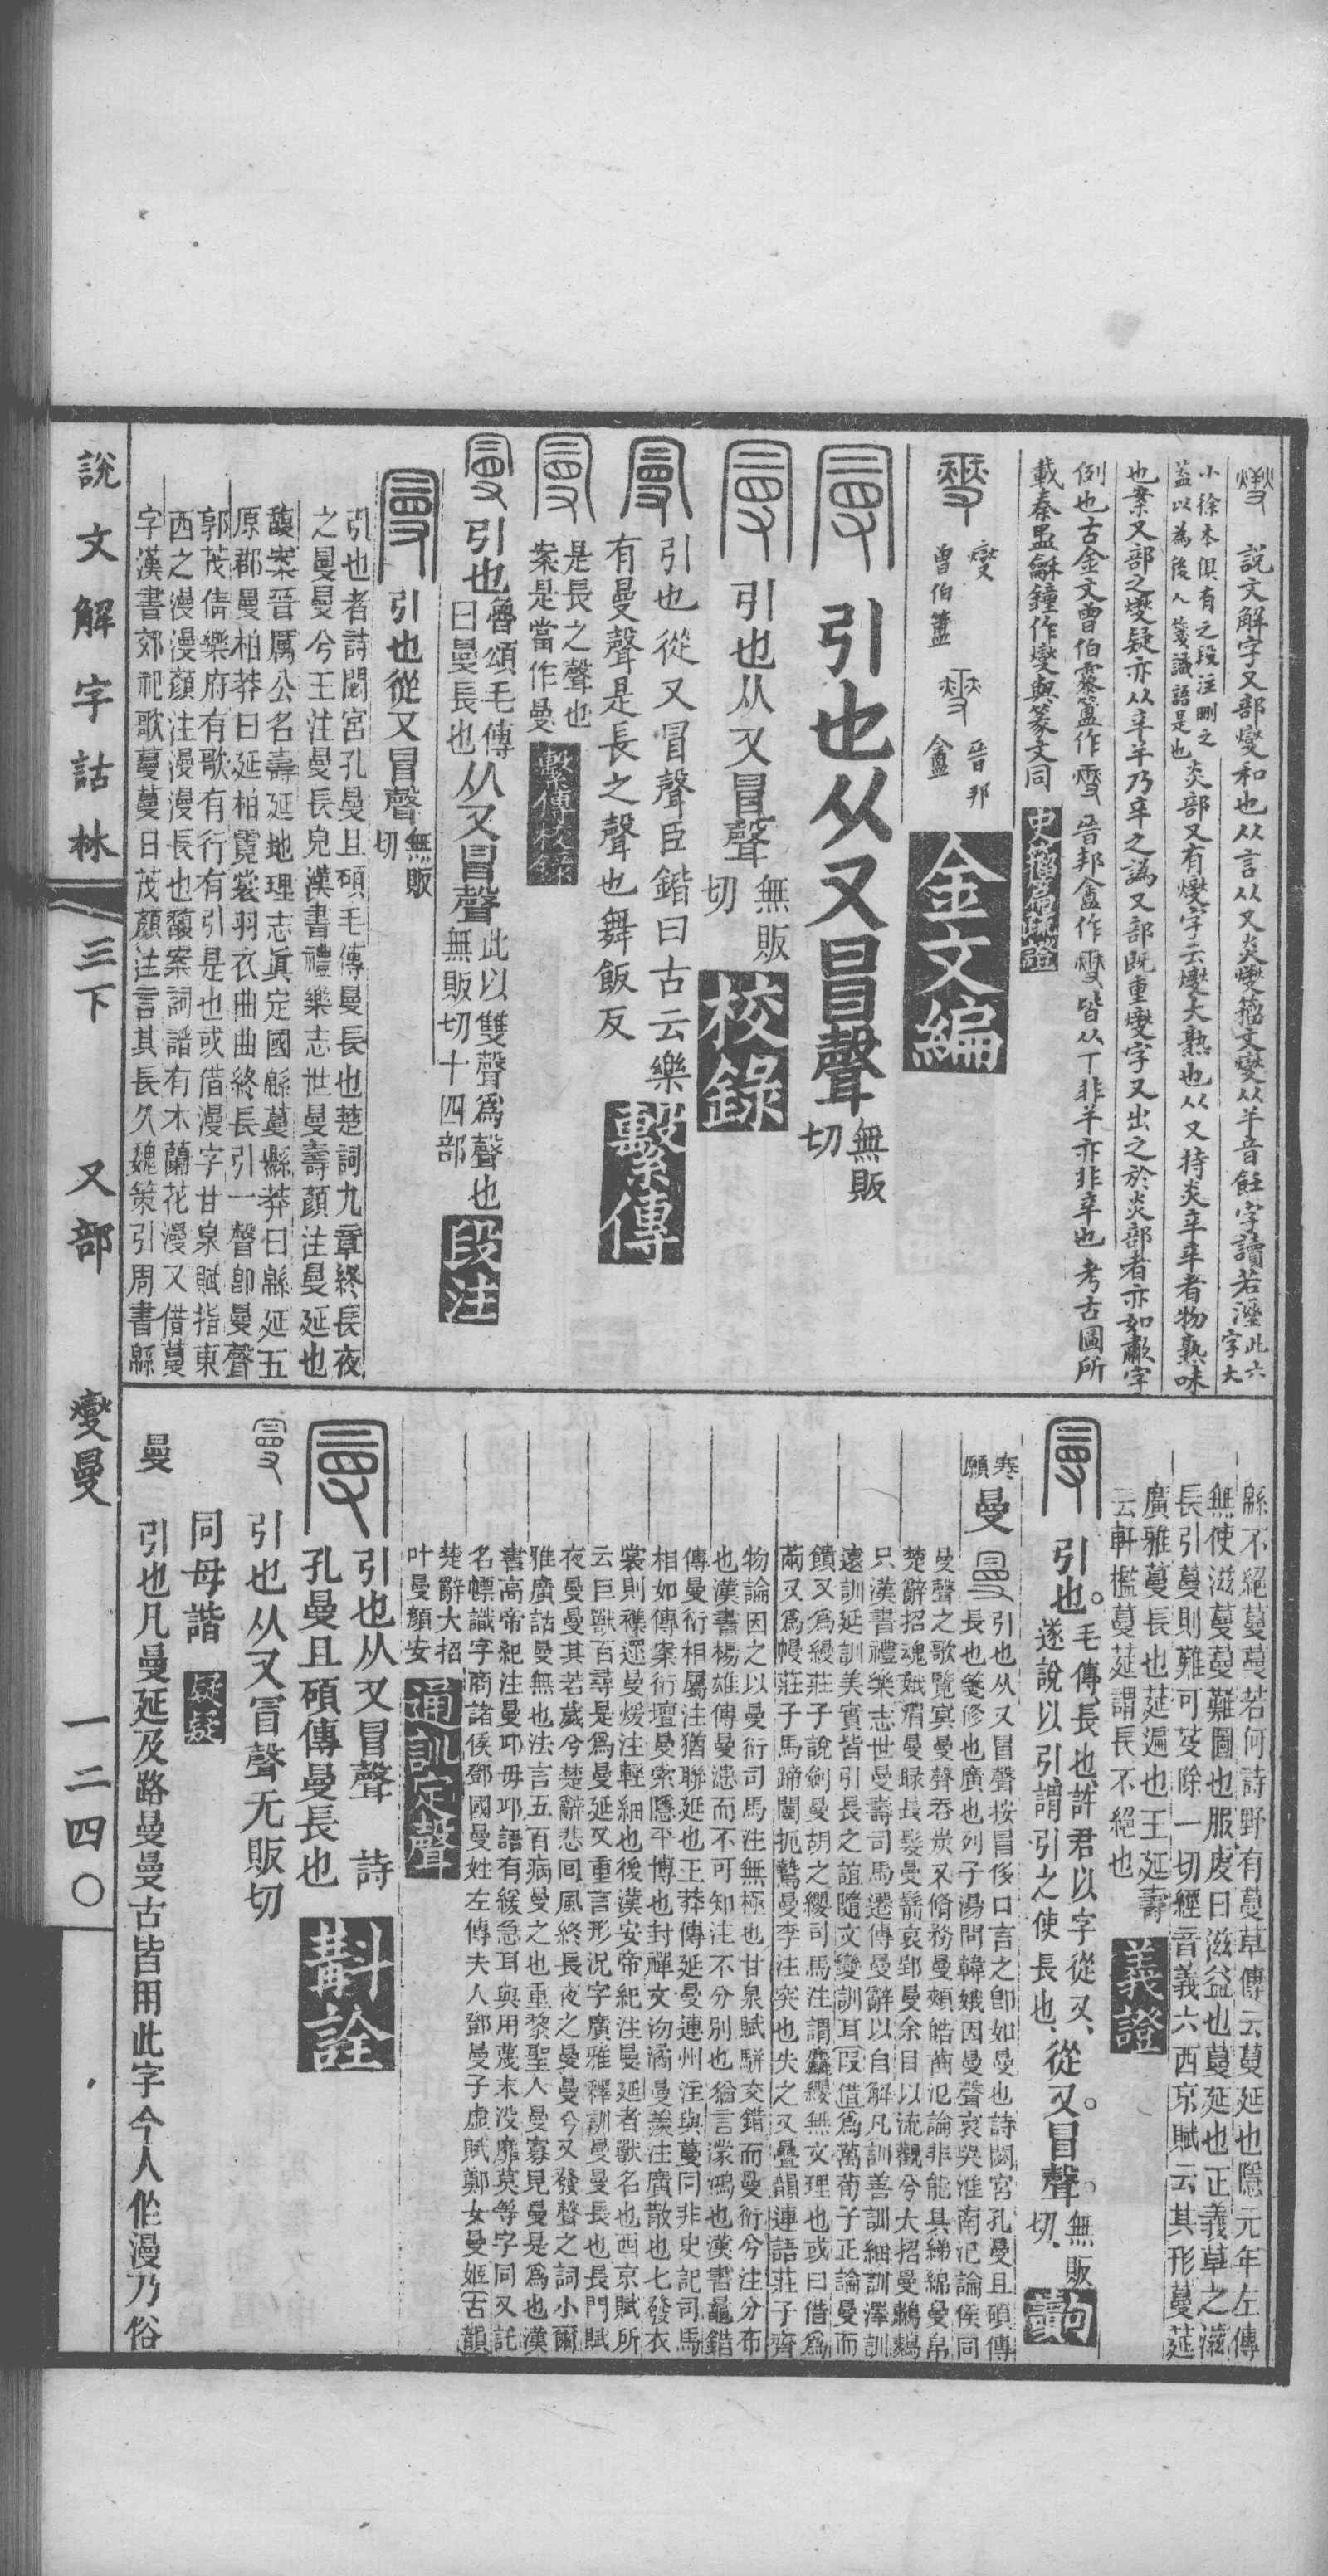 說文解字又部燮和也从言从又炎燮籀文燮从𢆉音飪字讀若溼此六字大
小徐本俱有之段注刪之
蓋以為後人箋識語是也炎部又有燮字云燮大熟也从又持炎辛辛者物熟味
也案又部之燮疑亦从辛𢆉乃辛之譌又部既重燮字又出之於炎部者亦如敽字
例也古金文曾伯霥簠作晉邦盦作皆从丅非𢆉亦非辛也考古圖所
載秦盄龢鐘作燮與篆文同 史籀篇疏證
燮 曾伯簠 晉邦盦 金文編
引也从又冒聲無販切
引也从又冒聲無販切 校錄
引也從又冒聲臣鍇曰古云樂
有曼聲是長之聲也舞飯反 繫傳
是長之聲也
案是當作曼 繫傳校錄
引也魯頌毛傳曰曼長也从又冒聲此以雙聲爲聲也無販切十四部 段注
引也從又冒聲無販切
引也者詩閟宮孔曼且碩毛傳曼長也楚詞九章終長夜
之曼曼兮王注曼長皃漢書禮樂志世曼壽顏注曼延也
馥案晉厲公名壽延地理志眞定國緜蔓縣莽曰緜延五
原郡曼柏莽曰延柏霓裳羽衣曲曲終長引一聲卽曼聲
郭茂倩樂府有歌有行有引是也或借漫字甘泉賦指東
西之漫漫顏注漫漫長也馥案詞譜有木蘭花漫又借蔓
字漢書郊祀歌蔓蔓日茂顏注言其長久魏策引周書緜
說文解字詁林 三下 又部 燮曼 一二四〇
緜不絕蔓蔓若何詩野有蔓草傳云蔓延也隱元年左傳
無使滋蔓蔓難圖也服虔曰滋益也蔓延也正義草之滋
長引蔓則難可芟除一切經音義六西京賦云其形蔓莚
廣雅蔓長也莚遍也王延壽
云軒檻蔓莚謂長不絕也 義證
引也。毛傳、長也、許君以字從又、遂說以引、謂引之使長也、從又。冒聲。無販切、 句讀
寒願 曼 引也从又冒聲按冒侈口言之卽如曼也詩閟宮孔曼且碩傳
長也箋修也廣也列子湯問韓娥因曼聲哀哭淮南氾論侯同
曼聲之歌覽冥曼聲吞炭又脩務曼頰皓齒氾論非能具綈綿曼帛
楚辭招魂娥眉曼睩長髮曼鬋哀郢曼余目以流觀兮大招曼鷫鷞
只漢書禮樂志世曼壽司馬遷傳曼辭以自解凡訓善訓細訓澤訓
遠訓延訓美實皆引長之誼隨文變訓耳叚借爲萬荀子正論曼而
饋又爲縵莊子說劍曼胡之纓司馬注謂麤纓無文理也或曰借爲
㒼又爲幔莊子馬蹄闉扼鷙曼李注突也失之又疊韻連語莊子齊
物論因之以曼衍司馬注無極也甘泉賦騈交錯而曼衍兮注分布
也漢書楊雄傳曼漶而不可知注不分別也猶言濛鴻也漢書鼂錯
傳曼衍相屬注猶聯延也王莽傳延曼連州注與蔓同非史記司馬
相如傳案衍壇曼索隱平博也封禪文沕潏曼羨注廣散也七發衣
裳則襍遝曼煖注輕細也後漢安帝紀注曼延者獸名也西京賦所
云巨獸百尋是爲曼延又重言形況字廣雅釋訓曼曼長也長門賦
夜曼曼其若歲兮楚辭悲回風終長夜之曼曼兮又發聲之詞小爾
雅廣詁曼無也法言五百病曼之也重黎聖人曼寡見曼是爲也漢
書高帝紀注曼邱毋邱語有緩急耳與用蔑末没靡莫等字同又託
名幖識字商諸侯鄧國曼姓左傳夫人鄧曼子虛賦鄭女曼姬古韻
楚辭大招
叶曼顏安 通訓定聲
引也从又冒聲　詩
孔曼且碩傳曼長也 斠詮
引也从又冒聲无販切
同母諧 疑疑
曼 引也凡曼延及路曼曼古皆用此字今人作漫乃俗